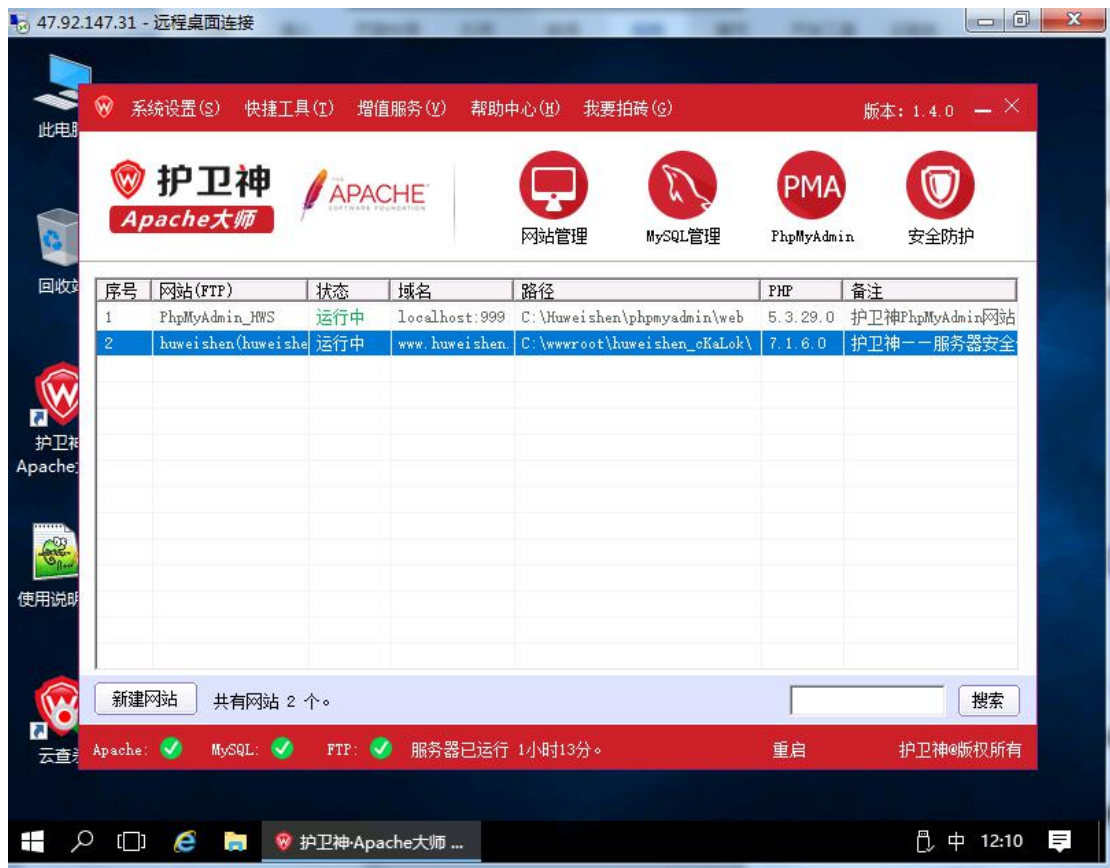 47.92.147.31 - 远程桌面连接
此电脑
系统设置(S) 快捷工具(T) 增值服务(V) 帮助中心(H) 我要拍砖(G) 版本: 1.4.0
护卫神
Apache大师
THE
APACHE
SOFTWARE FOUNDATION
PMA
网站管理 MySQL管理 PhpMyAdmin 安全防护
回收站
序号 网站(FTP) 状态 域名 路径 PHP 备注
1 PhpMyAdmin_HWS 运行中 localhost:999 C:\Huweishen\phpmyadmin\web 5.3.29.0 护卫神PhpMyAdmin网站
2 huweishen(huweishe 运行中 www.huweishen. C:\wwwroot\huweishen_cKaLok\ 7.1.6.0 护卫神——服务器安全
护卫神
Apache
使用说明
云查杀
新建网站 共有网站 2 个。 搜索
Apache: MySQL: FTP: 服务器已运行 1小时13分。 重启 护卫神©版权所有
护卫神·Apache大师 ... 中 12:10